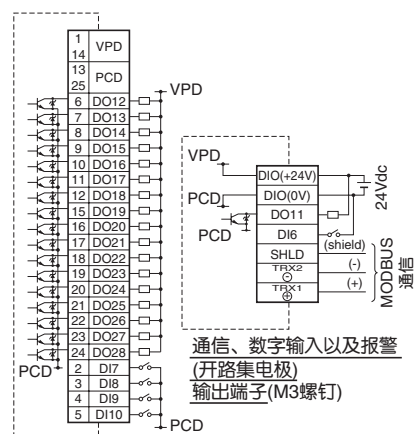 1
14
VPD
13
25
PCD
VPD
6 DO12
7 DO13
8 DO14
9 DO15
10 DO16
11 DO17
12 DO18
15 DO19
16 DO20
17 DO21
18 DO22
19 DO23
20 DO24
21 DO25
22 DO26
23 DO27
24 DO28
PCD
2 DI7
3 DI8
4 DI9
5 DI10
PCD
VPD
DIO(+24V)
PCD
DIO(0V)
DO11
PCD
DI6
24Vdc
(shield)
SHLD
TRX2
⊖
(-)
TRX1
⊕
(+)
MODBUS
通信
通信、数字输入以及报警
(开路集电极)
输出端子(M3螺钉)